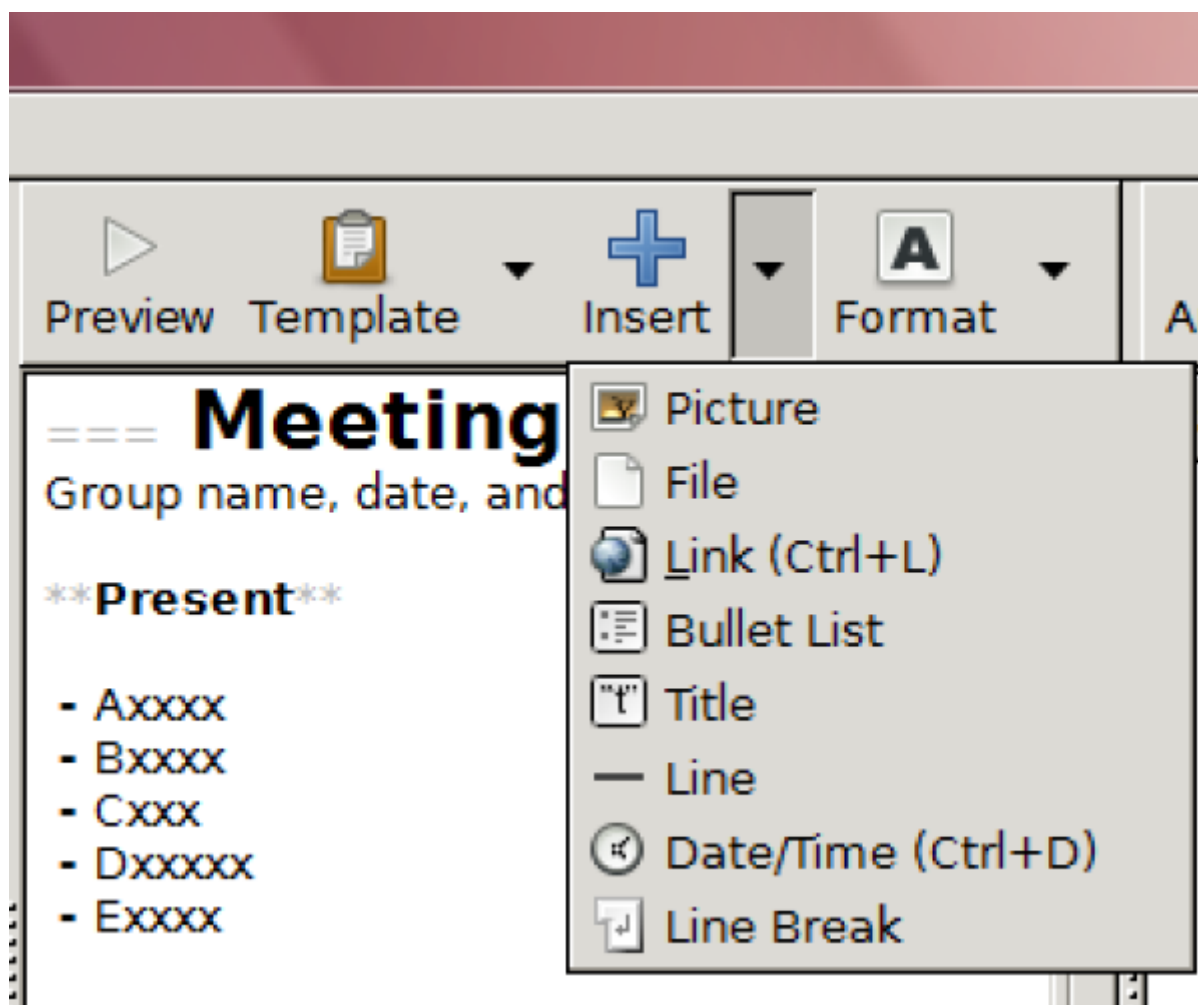 Preview Template Insert Format A
=== Meeting
Group name, date, and
**Present**
- Axxxx
- Bxxxx
- Cxxx
- Dxxxxx
- Exxxx
Picture
File
Link (Ctrl+L)
Bullet List
"t" Title
Line
Date/Time (Ctrl+D)
Line Break